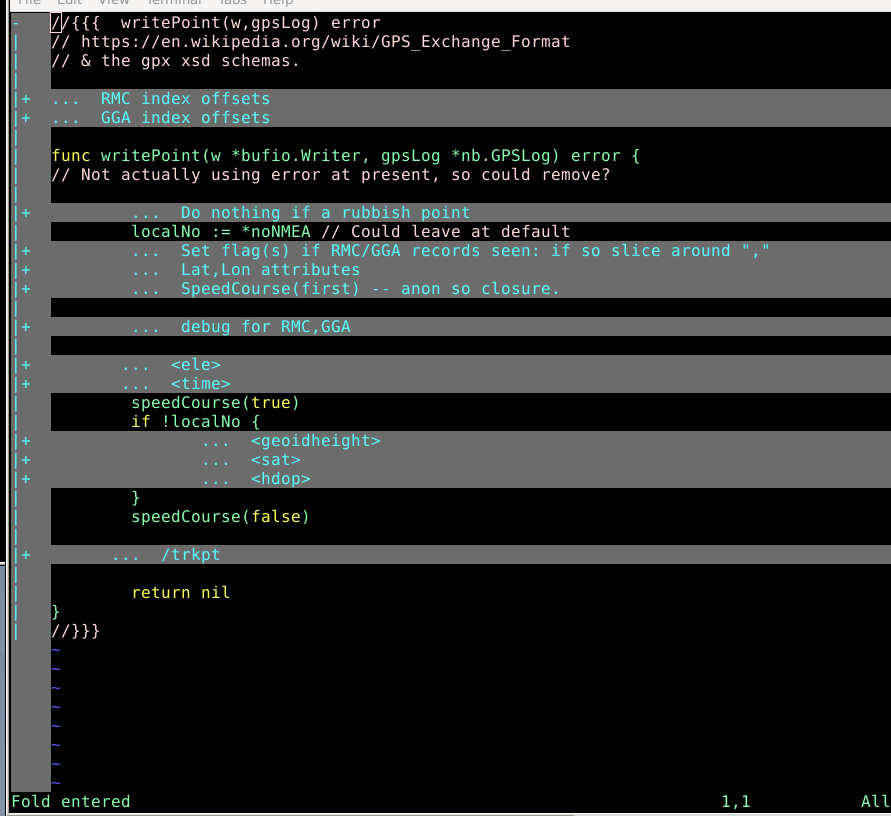 File Edit View Terminal Tabs Help
- //{{{  writePoint(w,gpsLog) error
| // https://en.wikipedia.org/wiki/GPS_Exchange_Format
| // & the gpx xsd schemas.
|
|+ ...  RMC index offsets
|+ ...  GGA index offsets
|
| func writePoint(w *bufio.Writer, gpsLog *nb.GPSLog) error {
| // Not actually using error at present, so could remove?
|
|+ ...  Do nothing if a rubbish point
| localNo := *noNMEA // Could leave at default
|+ ...  Set flag(s) if RMC/GGA records seen: if so slice around ","
|+ ...  Lat,Lon attributes
|+ ...  SpeedCourse(first) -- anon so closure.
|
|+ ...  debug for RMC,GGA
|
|+ ...  <ele>
|+ ...  <time>
| speedCourse(true)
| if !localNo {
|+ ...  <geoidheight>
|+ ...  <sat>
|+ ...  <hdop>
| }
| speedCourse(false)
|
|+ ...  /trkpt
|
| return nil
| }
| //}}}
~
~
~
~
~
~
~
~
Fold entered 1,1 All